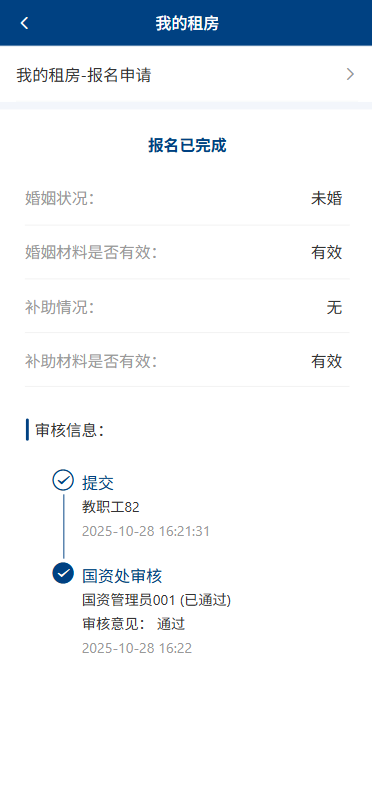 我的租房
我的租房-报名申请
报名已完成
婚姻状况： 未婚
婚姻材料是否有效： 有效
补助情况： 无
补助材料是否有效： 有效
审核信息：
提交
教职工82
2025-10-28 16:21:31
国资处审核
国资管理员001 (已通过)
审核意见： 通过
2025-10-28 16:22